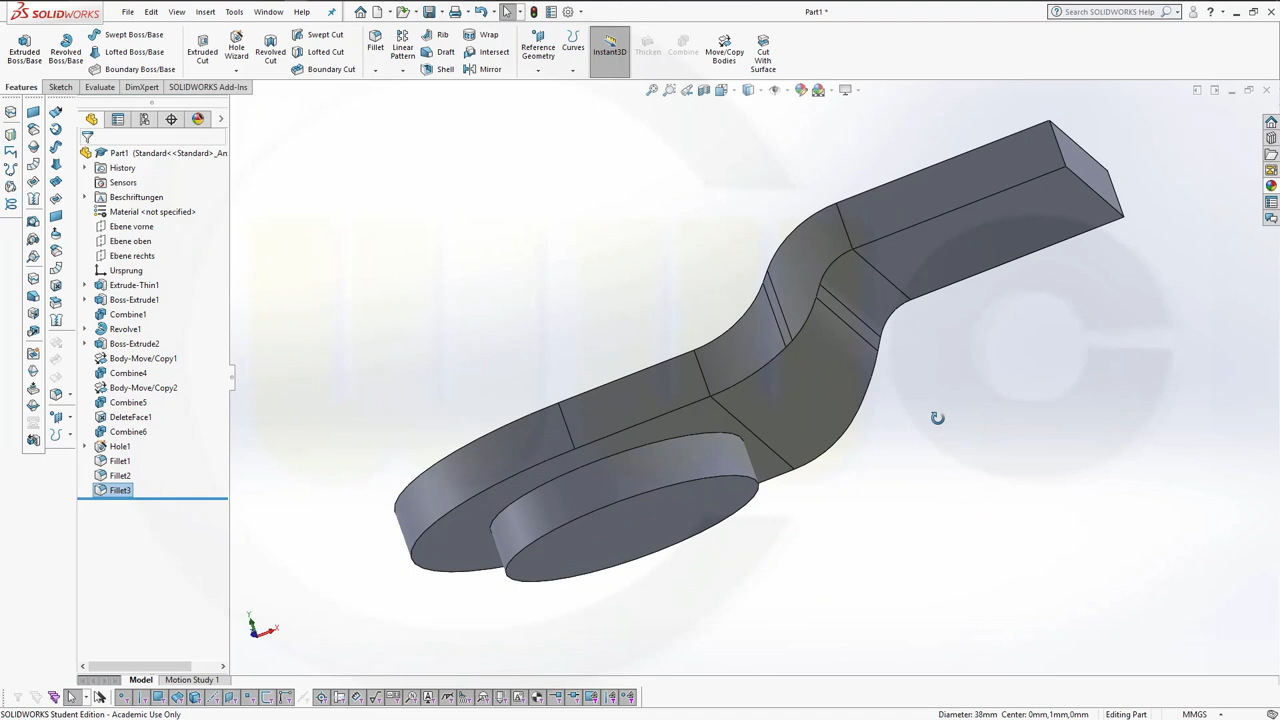 SOLIDWORKS
File Edit View Insert Tools Window Help
Part1 *
Search SOLIDWORKS Help
Extruded Boss/Base
Revolved Boss/Base
Swept Boss/Base
Lofted Boss/Base
Boundary Boss/Base
Extruded Cut
Hole Wizard
Revolved Cut
Swept Cut
Lofted Cut
Boundary Cut
Fillet
Linear Pattern
Rib
Draft
Shell
Wrap
Intersect
Mirror
Reference Geometry
Curves
Instant3D
Thicken
Combine
Move/Copy Bodies
Cut With Surface
Features Sketch Evaluate DimXpert SOLIDWORKS Add-Ins
Part1 (Standard<<Standard>_An
History
Sensors
Beschriftungen
Material <not specified>
Ebene vorne
Ebene oben
Ebene rechts
Ursprung
Extrude-Thin1
Boss-Extrude1
Combine1
Revolve1
Boss-Extrude2
Body-Move/Copy1
Combine4
Body-Move/Copy2
Combine5
DeleteFace1
Combine6
Hole1
Fillet1
Fillet2
Fillet3
Y
X
Model Motion Study 1
SOLIDWORKS Student Edition - Academic Use Only
Diameter: 38mm Center: 0mm,1mm,0mm Editing Part MMGS